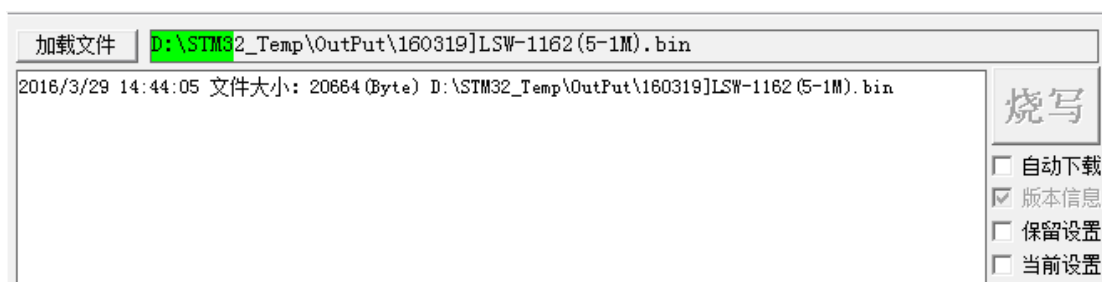 加载文件 D:\STM32_Temp\OutPut\160319]LSW-1162(5-1M).bin
2016/3/29 14:44:05 文件大小: 20664(Byte) D:\STM32_Temp\OutPut\160319]LSW-1162(5-1M).bin
烧写
自动下载
版本信息
保留设置
当前设置